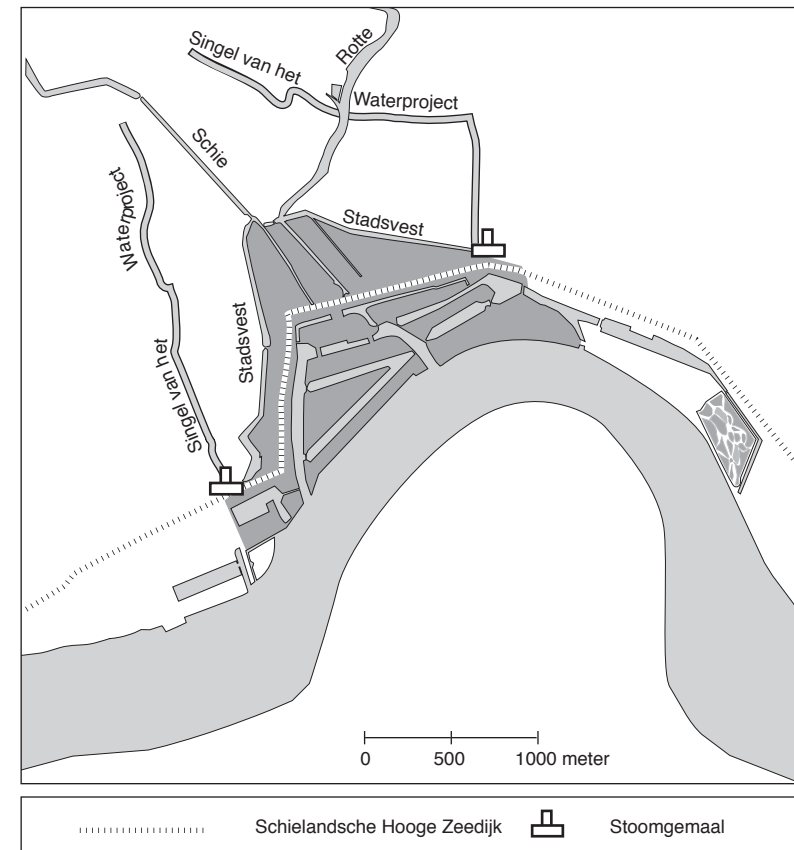 Singel van het
Rotte
Waterproject
Schie
Waterproject
Stadsvest
Stadsvest
Singel van het
0 500 1000 meter
Schielandsche Hooge Zeedijk
Stoomgemaal